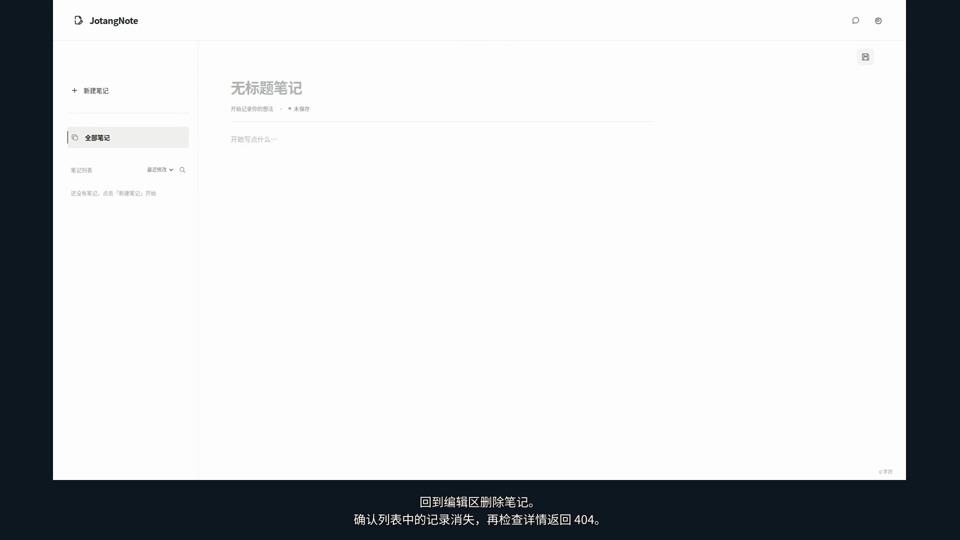 JotangNote
新建笔记
全部笔记
笔记列表
最近修改
还没有笔记，点击「新建笔记」开始
无标题笔记
开始记录你的想法 · 未保存
开始写点什么…
0 字符
回到编辑区删除笔记。
确认列表中的记录消失，再检查详情返回 404。